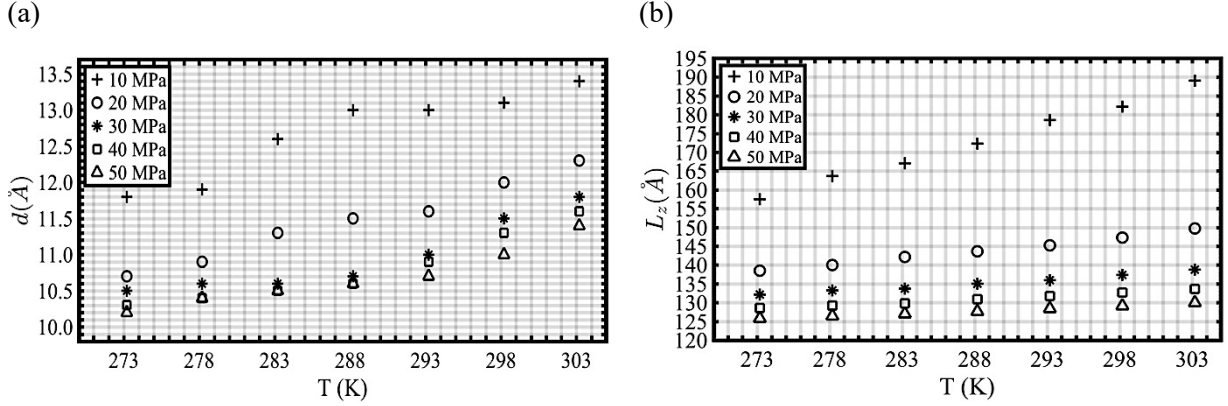 (a)
(b)
13.5
13.0
12.5
12.0
11.5
11.0
10.5
10.0
d(Å)
+ 10 MPa
○ 20 MPa
✱ 30 MPa
□ 40 MPa
△ 50 MPa
273 278 283 288 293 298 303
T (K)
195
190
185
180
175
170
165
160
155
150
145
140
135
130
125
120
L_z(Å)
+ 10 MPa
○ 20 MPa
✱ 30 MPa
□ 40 MPa
△ 50 MPa
273 278 283 288 293 298 303
T (K)